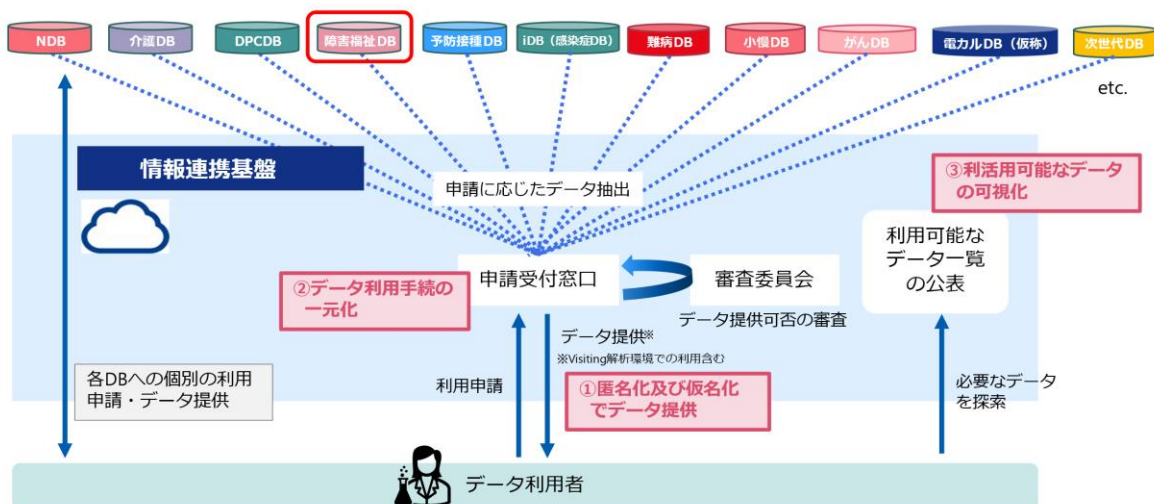 NDB
介護DB
DPCDB
障害福祉DB
予防接種DB
iDB(感染症DB)
難病DB
小慢DB
がんDB
電カルDB(仮称)
次世代DB
etc.
情報連携基盤
申請に応じたデータ抽出
③利活用可能なデータ
の可視化
利用可能な
データ一覧
の公表
②データ利用手続の
一元化
申請受付窓口
審査委員会
データ提供可否の審査
データ提供※
※Visiting解析環境での利用含む
各DBへの個別の利用
申請・データ提供
利用申請
①匿名化及び仮名化
でデータ提供
必要なデータ
を探索
データ利用者